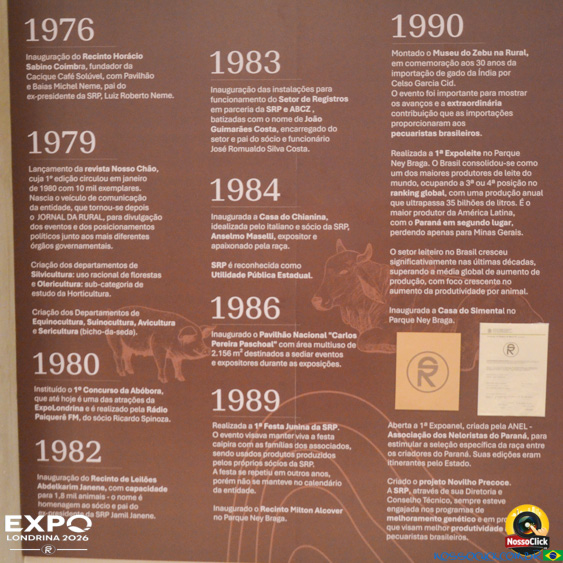 1976
Inauguração do Recinto Horácio
Sabino Coimbra, fundador da
Cacique Café Solúvel, com Pavilhão
e Baias Michel Neme, pai do
ex-presidente da SRP, Luiz Roberto Neme.
1979
Lançamento da revista Nosso Chão,
cuja 1ª edição circulou em janeiro
de 1980 com 10 mil exemplares.
Nascia o veículo de comunicação
da entidade, que tornou-se depois
o JORNAL DA RURAL, para divulgação
dos eventos e dos posicionamentos
políticos junto aos mais diferentes
órgãos governamentais.
Criação dos departamentos de
Silvicultura: uso racional de florestas
e Olericultura: sub-categoria de
estudo da Horticultura.
Criação dos Departamentos de
Equinocultura, Suinocultura, Avicultura
e Sericultura (bicho-da-seda).
1980
Instituído o 1º Concurso da Abóbora,
que até hoje é uma das atrações da
ExpoLondrina e é realizado pela Rádio
Paiquerê FM, do sócio Ricardo Spinoza.
1982
Inauguração do Recinto de Leilões
Abdelkarim Janene, com capacidade
para 1,8 mil animais - o nome é
homenagem ao sócio e pai do
ex-presidente da SRP Jamil Janene.
1983
Inauguração das instalações para
funcionamento do Setor de Registros
em parceria da SRP e ABCZ ,
batizadas com o nome de João
Guimarães Costa, encarregado do
setor e pai do sócio e funcionário
José Romualdo Silva Costa.
1984
Inaugurada a Casa do Chianina,
idealizada pelo italiano e sócio da SRP,
Anselmo Maselli, expositor e
apaixonado pela raça.
SRP é reconhecida como
Utilidade Pública Estadual.
1986
Inaugurado o Pavilhão Nacional "Carlos
Pereira Paschoal" com área multiuso de
2.156 m² destinados a sediar eventos
e expositores durante as exposições.
1989
Realizada a 1ª Festa Junina da SRP.
O evento visava manter viva a festa
caipira com as famílias dos associados,
sendo usados produtos produzidos
pelos próprios sócios da SRP.
A festa se repetiu em outros anos,
porém não se manteve no calendário
da entidade.
Inaugurado o Recinto Milton Alcover
no Parque Ney Braga.
1990
Montado o Museu do Zebu na Rural,
em comemoração aos 30 anos da
importação de gado da Índia por
Celso Garcia Cid.
O evento foi importante para mostrar
os avanços e a extraordinária
contribuição que as importações
proporcionaram aos
pecuaristas brasileiros.
Realizada a 1ª Expoleite no Parque
Ney Braga. O Brasil consolidou-se como
um dos maiores produtores de leite do
mundo, ocupando a 3ª ou 4ª posição no
ranking global, com uma produção anual
que ultrapassa 35 bilhões de litros. É o
maior produtor da América Latina,
com o Paraná em segundo lugar,
perdendo apenas para Minas Gerais.
O setor leiteiro no Brasil cresceu
significativamente nas últimas décadas,
superando a média global de aumento de
produção, com foco crescente no
aumento da produtividade por animal.
Inaugurada a Casa do Simental no
Parque Ney Braga.
Aberta a 1ª Expoanel, criada pela ANEL -
Associação dos Neloristas do Paraná, para
estimular a seleção específica da raça entre
os criadores do Paraná. Suas edições eram
itinerantes pelo Estado.
Criado o projeto Novilho Precoce.
A SRP, através de sua Diretoria e
Conselho Técnico, sempre esteve
engajada nos programas de
melhoramento genético e em
que visam melhor produtividade
pecuaristas brasileiros.
EXPO
LONDRINA 2026
NossoClick